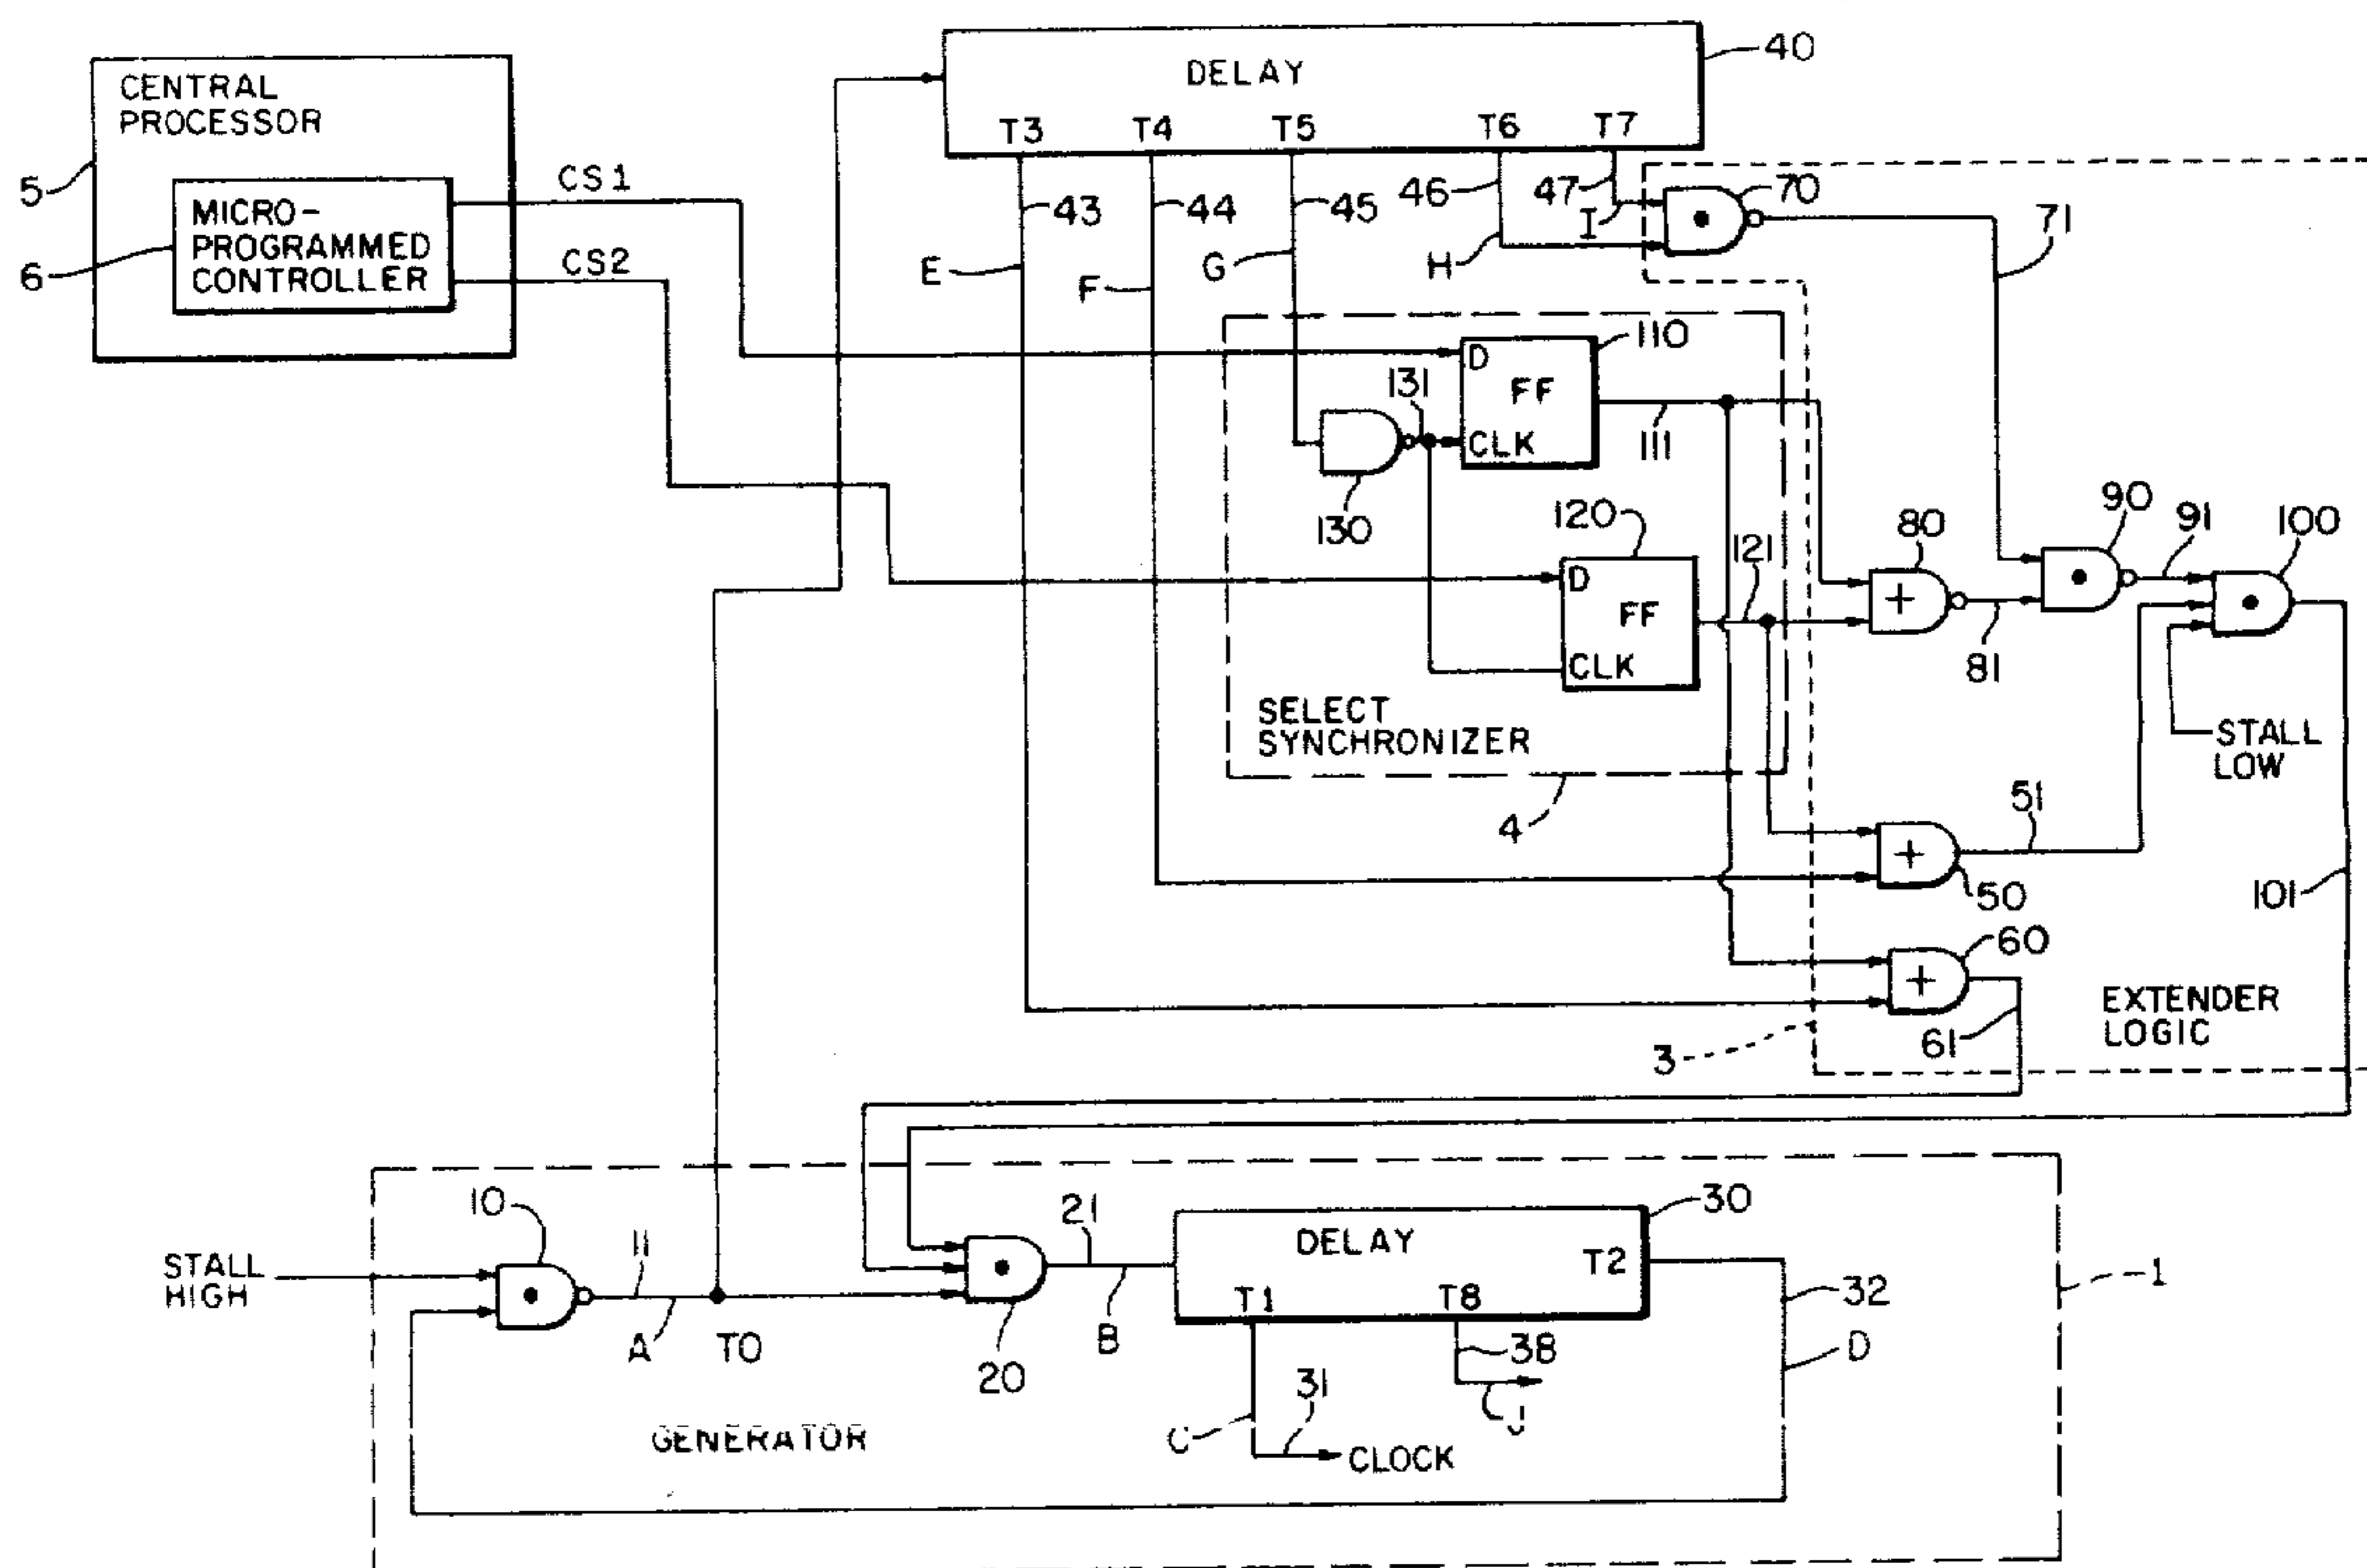 CENTRAL
PROCESSOR
5
MICRO-
PROGRAMMED
CONTROLLER
6
CS1
CS2
DELAY
40
T3
T4
T5
T6
T7
43
44
45
46
47
70
71
E
F
G
H
I
110
D
FF
CLK
131
111
130
120
D
FF
CLK
121
80
81
90
91
100
SELECT
SYNCHRONIZER
4
STALL
LOW
51
50
101
60
61
3
EXTENDER
LOGIC
10
STALL
HIGH
11
A
TO
20
21
B
DELAY
30
T1
T8
T2
1
32
D
38
J
31
C
CLOCK
GENERATOR